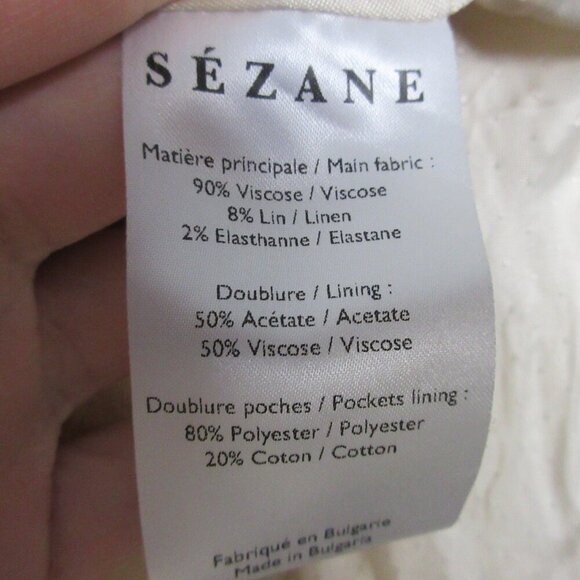 SÉZANE
Matière principale / Main fabric :
90% Viscose / Viscose
8% Lin / Linen
2% Elasthanne / Elastane
Doublure / Lining :
50% Acétate / Acetate
50% Viscose / Viscose
Doublure poches / Pockets lining :
80% Polyester / Polyester
20% Coton / Cotton
Fabriqué en Bulgarie
Made in Bulgaria